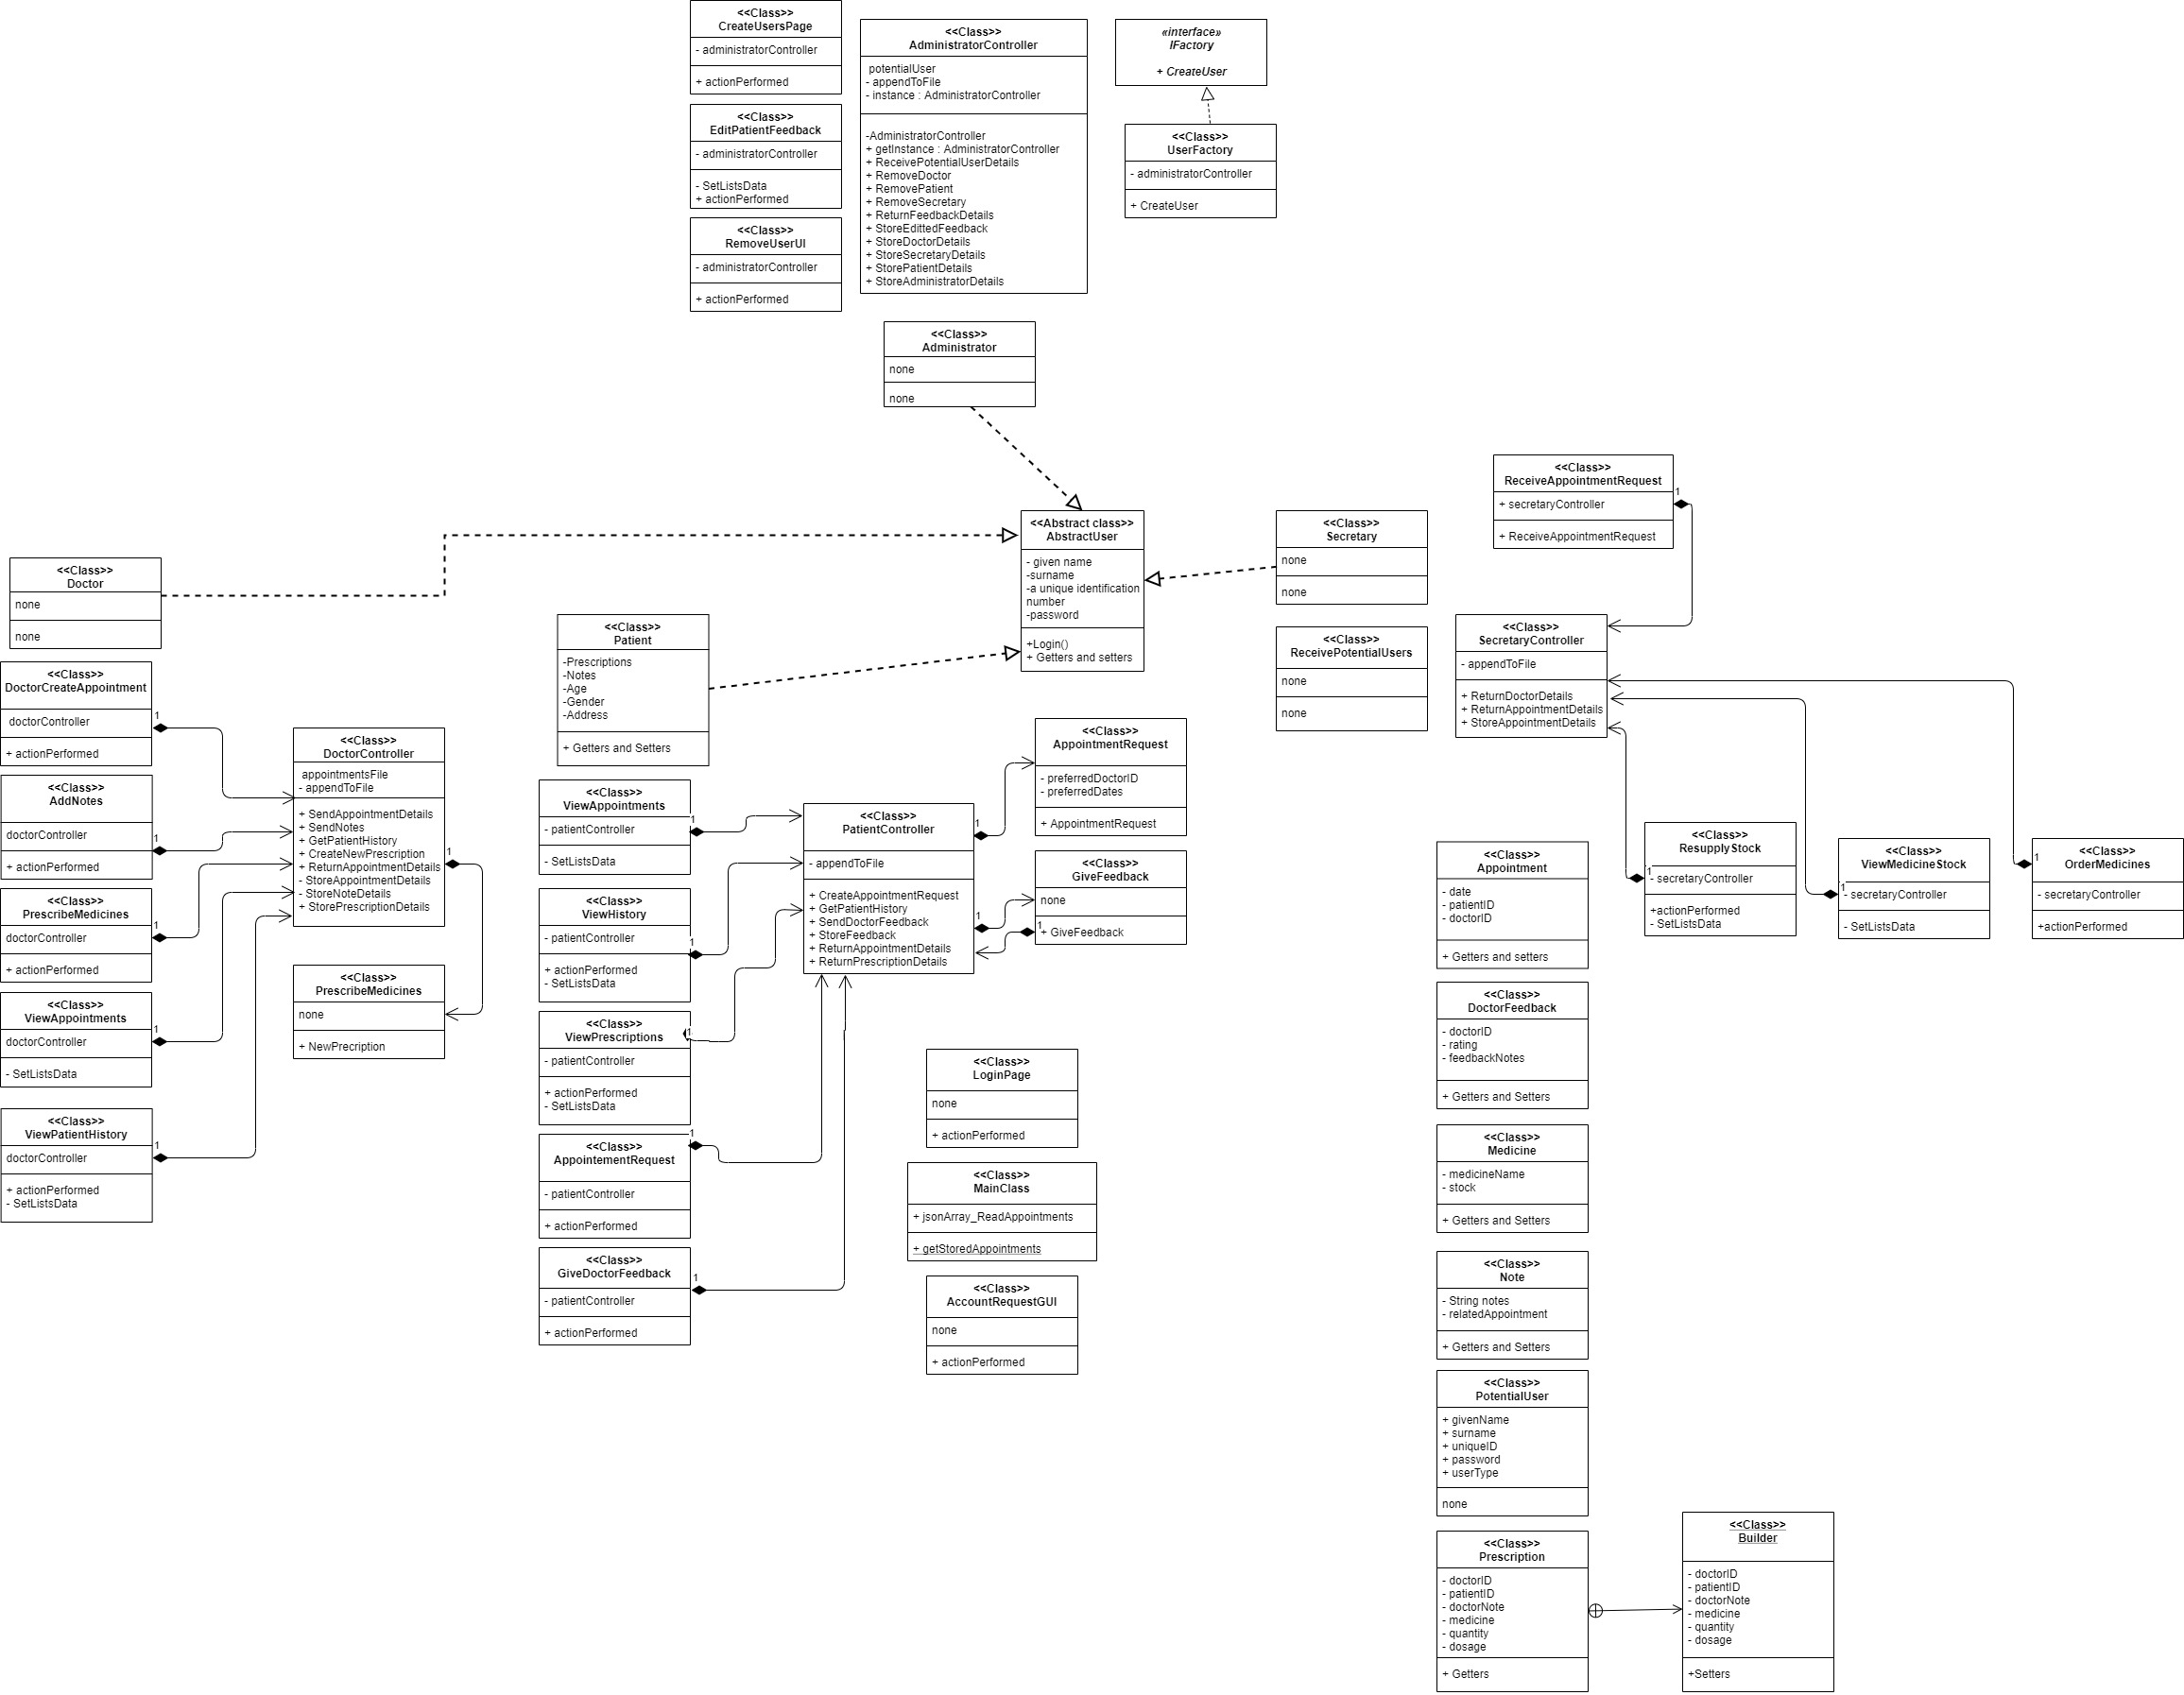 <<Class>>
CreateUsersPage
- administratorController
+ actionPerformed
<<Class>>
EditPatientFeedback
- administratorController
- SetListsData
+ actionPerformed
<<Class>>
RemoveUserUI
- administratorController
+ actionPerformed
<<Class>>
AdministratorController
potentialUser
- appendToFile
- instance : AdministratorController
-AdministratorController
+ getInstance : AdministratorController
+ ReceivePotentialUserDetails
+ RemoveDoctor
+ RemovePatient
+ RemoveSecretary
+ ReturnFeedbackDetails
+ StoreEdittedFeedback
+ StoreDoctorDetails
+ StoreSecretaryDetails
+ StorePatientDetails
+ StoreAdministratorDetails
«interface»
IFactory
+ CreateUser
<<Class>>
UserFactory
- administratorController
+ CreateUser
<<Class>>
Administrator
none
none
<<Abstract class>>
AbstractUser
- given name
-surname
-a unique identification
number
-password
+Login()
+ Getters and setters
<<Class>>
Secretary
none
none
<<Class>>
ReceivePotentialUsers
none
none
<<Class>>
ReceiveAppointmentRequest
+ secretaryController
+ ReceiveAppointmentRequest
1
<<Class>>
SecretaryController
- appendToFile
+ ReturnDoctorDetails
+ ReturnAppointmentDetails
+ StoreAppointmentDetails
<<Class>>
Doctor
none
none
<<Class>>
Patient
-Prescriptions
-Notes
-Age
-Gender
-Address
+ Getters and Setters
<<Class>>
DoctorCreateAppointment
doctorController
+ actionPerformed
1
<<Class>>
AddNotes
doctorController
+ actionPerformed
1
<<Class>>
PrescribeMedicines
doctorController
+ actionPerformed
1
<<Class>>
ViewAppointments
doctorController
- SetListsData
1
<<Class>>
ViewPatientHistory
doctorController
+ actionPerformed
- SetListsData
1
<<Class>>
DoctorController
appointmentsFile
- appendToFile
+ SendAppointmentDetails
+ SendNotes
+ GetPatientHistory
+ CreateNewPrescription
+ ReturnAppointmentDetails
- StoreAppointmentDetails
- StoreNoteDetails
+ StorePrescriptionDetails
1
<<Class>>
PrescribeMedicines
none
+ NewPrecription
<<Class>>
ViewAppointments
- patientController
- SetListsData
1
<<Class>>
ViewHistory
- patientController
+ actionPerformed
- SetListsData
1
<<Class>>
ViewPrescriptions
- patientController
+ actionPerformed
- SetListsData
1
<<Class>>
AppointementRequest
- patientController
+ actionPerformed
1
<<Class>>
GiveDoctorFeedback
- patientController
+ actionPerformed
1
<<Class>>
PatientController
- appendToFile
+ CreateAppointmentRequest
+ GetPatientHistory
+ SendDoctorFeedback
+ StoreFeedback
+ ReturnAppointmentDetails
+ ReturnPrescriptionDetails
1
1
<<Class>>
AppointmentRequest
- preferredDoctorID
- preferredDates
+ AppointmentRequest
<<Class>>
GiveFeedback
none
+ GiveFeedback
1
<<Class>>
LoginPage
none
+ actionPerformed
<<Class>>
MainClass
+ jsonArray_ReadAppointments
+ getStoredAppointments
<<Class>>
AccountRequestGUI
none
+ actionPerformed
<<Class>>
ResupplyStock
- secretaryController
+actionPerformed
- SetListsData
1
<<Class>>
ViewMedicineStock
- secretaryController
- SetListsData
1
<<Class>>
OrderMedicines
- secretaryController
+actionPerformed
1
<<Class>>
Appointment
- date
- patientID
- doctorID
+ Getters and setters
<<Class>>
DoctorFeedback
- doctorID
- rating
- feedbackNotes
+ Getters and Setters
<<Class>>
Medicine
- medicineName
- stock
+ Getters and Setters
<<Class>>
Note
- String notes
- relatedAppointment
+ Getters and Setters
<<Class>>
PotentialUser
+ givenName
+ surname
+ uniqueID
+ password
+ userType
none
<<Class>>
Prescription
- doctorID
- patientID
- doctorNote
- medicine
- quantity
- dosage
+ Getters
<<Class>>
Builder
- doctorID
- patientID
- doctorNote
- medicine
- quantity
- dosage
+Setters